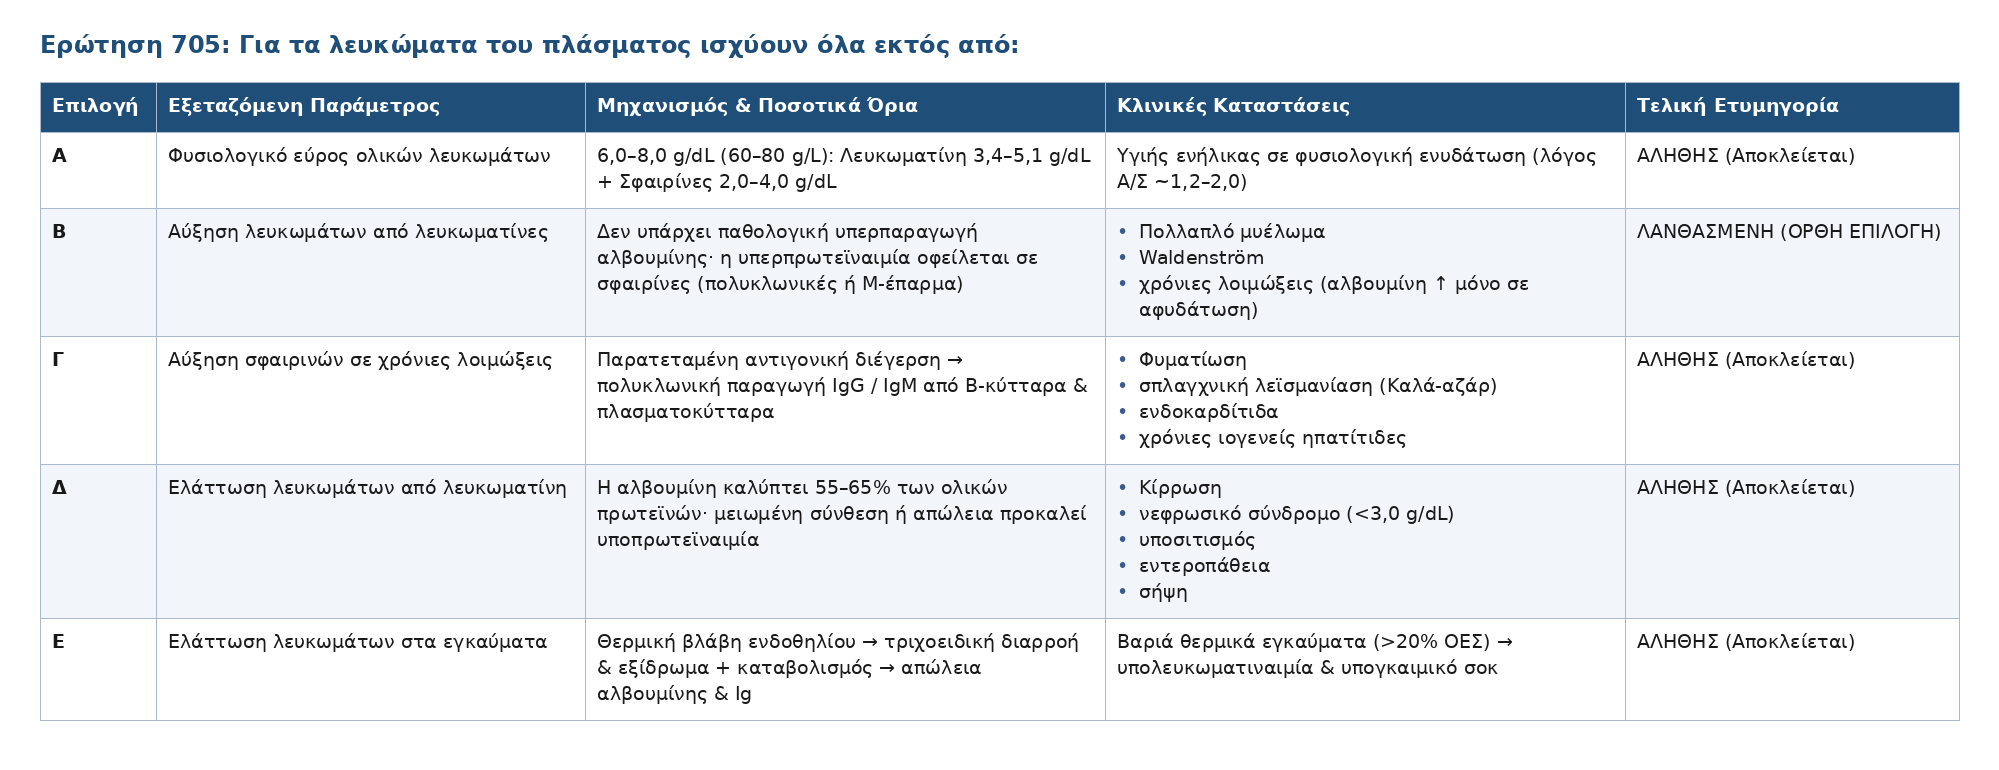 Ερώτηση 705: Για τα λευκώματα του πλάσματος ισχύουν όλα εκτός από:
Επιλογή
Εξεταζόμενη Παράμετρος
Μηχανισμός & Ποσοτικά Όρια
Κλινικές Καταστάσεις
Τελική Ετυμηγορία
Α
Φυσιολογικό εύρος ολικών λευκωμάτων
6,0–8,0 g/dL (60–80 g/L): Λευκωματίνη 3,4–5,1 g/dL
+ Σφαιρίνες 2,0–4,0 g/dL
Υγιής ενήλικας σε φυσιολογική ενυδάτωση (λόγος
Α/Σ ~1,2–2,0)
ΑΛΗΘΗΣ (Αποκλείεται)
Β
Αύξηση λευκωμάτων από λευκωματίνες
Δεν υπάρχει παθολογική υπερπαραγωγή
αλβουμίνης· η υπερπρωτεϊναιμία οφείλεται σε
σφαιρίνες (πολυκλωνικές ή Μ-έπαρμα)
• Πολλαπλό μυέλωμα
• Waldenström
• χρόνιες λοιμώξεις (αλβουμίνη ↑ μόνο σε
αφυδάτωση)
ΛΑΝΘΑΣΜΕΝΗ (ΟΡΘΗ ΕΠΙΛΟΓΗ)
Γ
Αύξηση σφαιρινών σε χρόνιες λοιμώξεις
Παρατεταμένη αντιγονική διέγερση →
πολυκλωνική παραγωγή IgG / IgM από Β-κύτταρα &
πλασματοκύτταρα
• Φυματίωση
• σπλαγχνική λεϊσμανίαση (Καλά-αζάρ)
• ενδοκαρδίτιδα
• χρόνιες ιογενείς ηπατίτιδες
ΑΛΗΘΗΣ (Αποκλείεται)
Δ
Ελάττωση λευκωμάτων από λευκωματίνη
Η αλβουμίνη καλύπτει 55–65% των ολικών
πρωτεϊνών· μειωμένη σύνθεση ή απώλεια προκαλεί
υποπρωτεϊναιμία
• Κίρρωση
• νεφρωσικό σύνδρομο (<3,0 g/dL)
• υποσιτισμός
• εντεροπάθεια
• σήψη
ΑΛΗΘΗΣ (Αποκλείεται)
Ε
Ελάττωση λευκωμάτων στα εγκαύματα
Θερμική βλάβη ενδοθηλίου → τριχοειδική διαρροή
& εξίδρωμα + καταβολισμός → απώλεια
αλβουμίνης & Ig
Βαριά θερμικά εγκαύματα (>20% ΟΕΣ) →
υπολευκωματιναιμία & υπογκαιμικό σοκ
ΑΛΗΘΗΣ (Αποκλείεται)